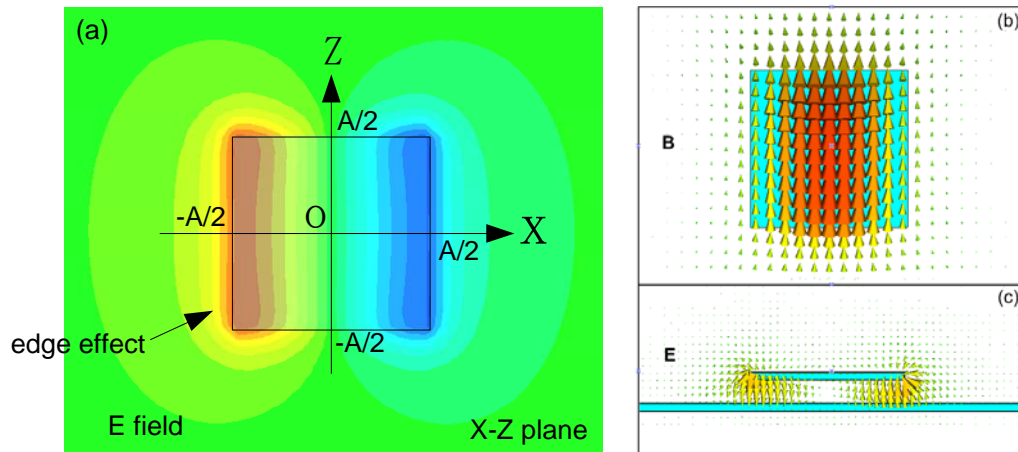 (a)
Z
A/2
-A/2
O
X
A/2
-A/2
edge effect
E field
X-Z plane
(b)
B
(c)
E